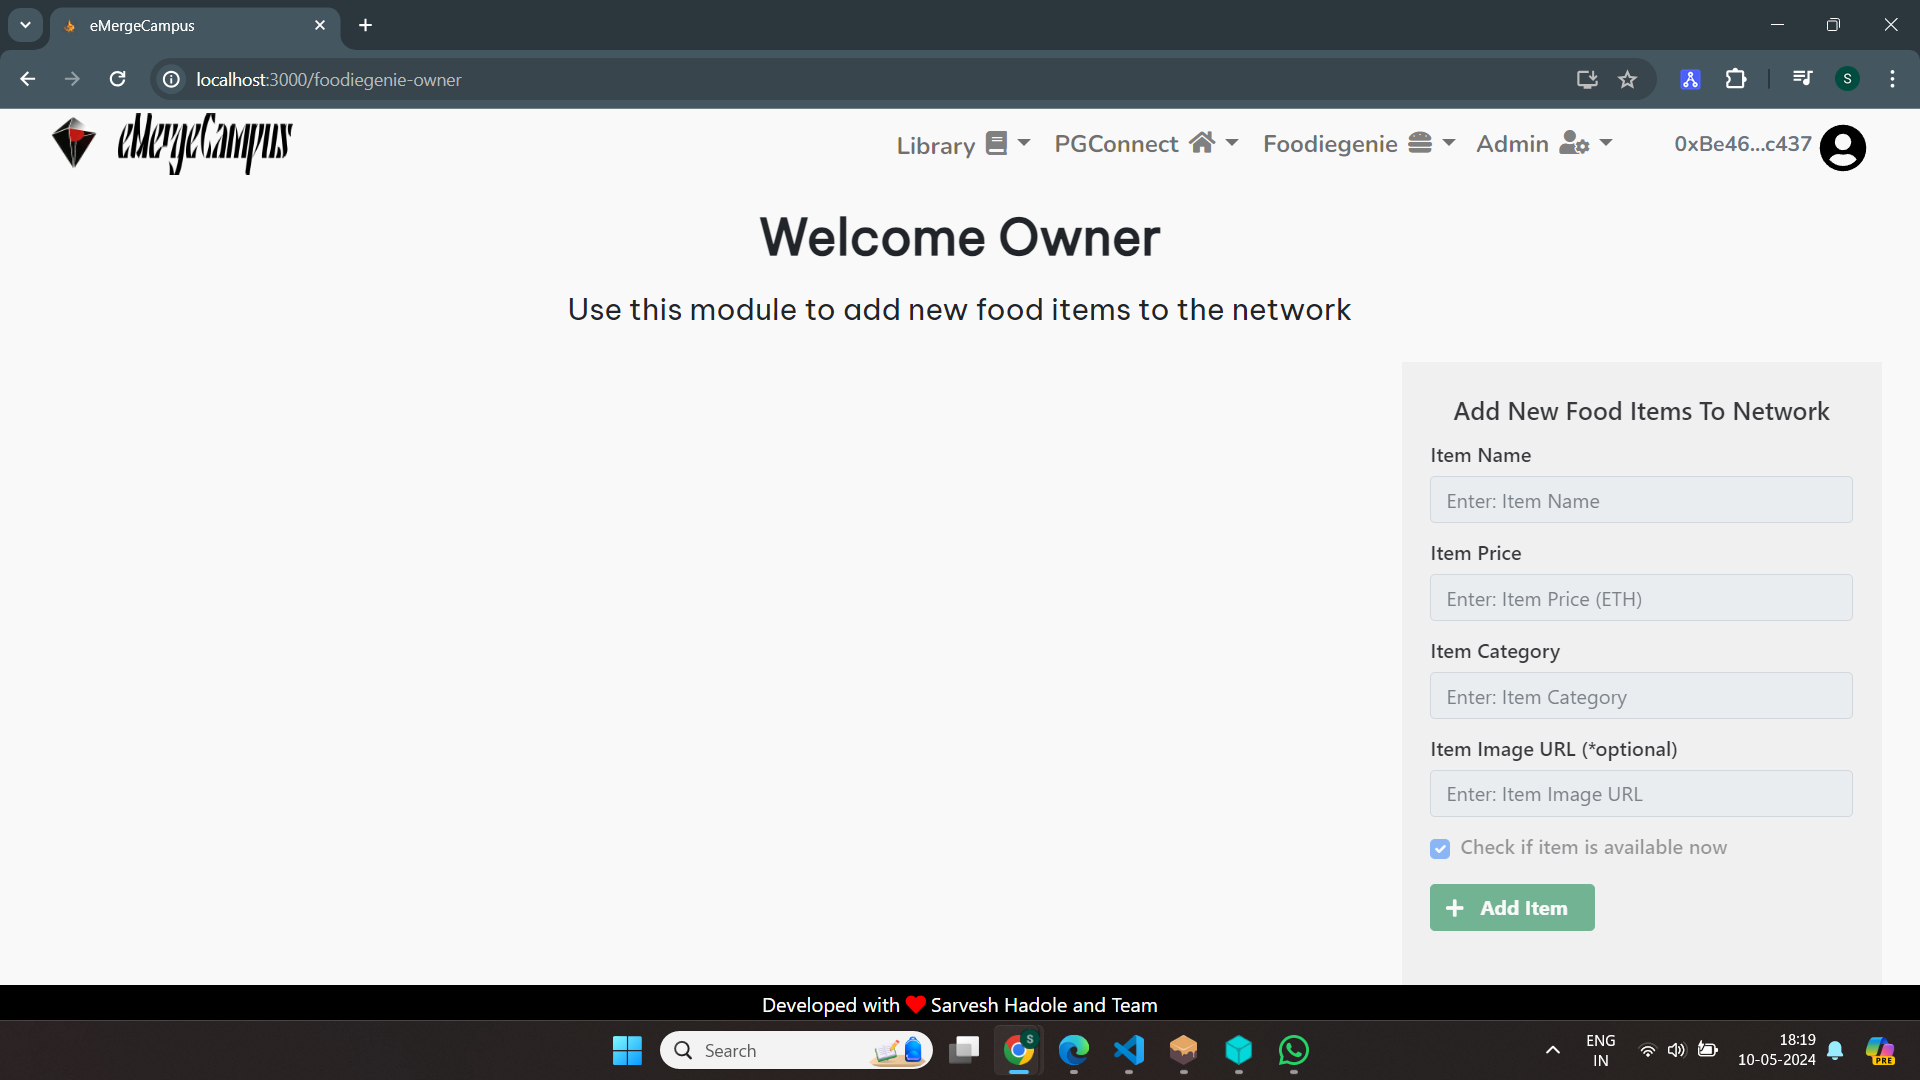 eMergeCampus
localhost:3000/foodiegenie-owner
S
eMergeCampus
Library
PGConnect
Foodiegenie
Admin
0xBe46...c437
Welcome Owner
Use this module to add new food items to the network
Add New Food Items To Network
Item Name
Enter: Item Name
Item Price
Enter: Item Price (ETH)
Item Category
Enter: Item Category
Item Image URL (*optional)
Enter: Item Image URL
Check if item is available now
Add Item
Developed with ❤ Sarvesh Hadole and Team
Search
S
ENG
IN
18:19
10-05-2024
PRE